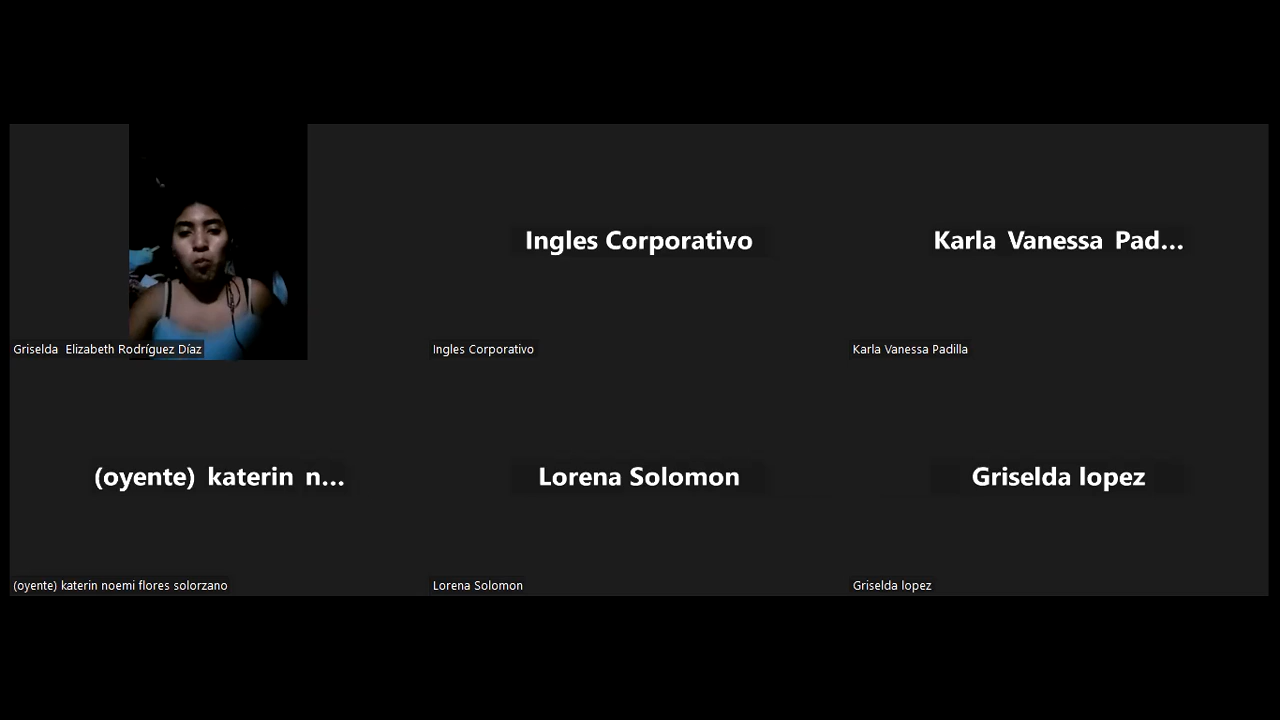 Ingles Corporativo
Karla Vanessa Pad...
Griselda Elizabeth Rodríguez Díaz
Ingles Corporativo
Karla Vanessa Padilla
(oyente) katerin n...
Lorena Solomon
Griselda lopez
(oyente) katerin noemi flores solorzano
Lorena Solomon
Griselda lopez